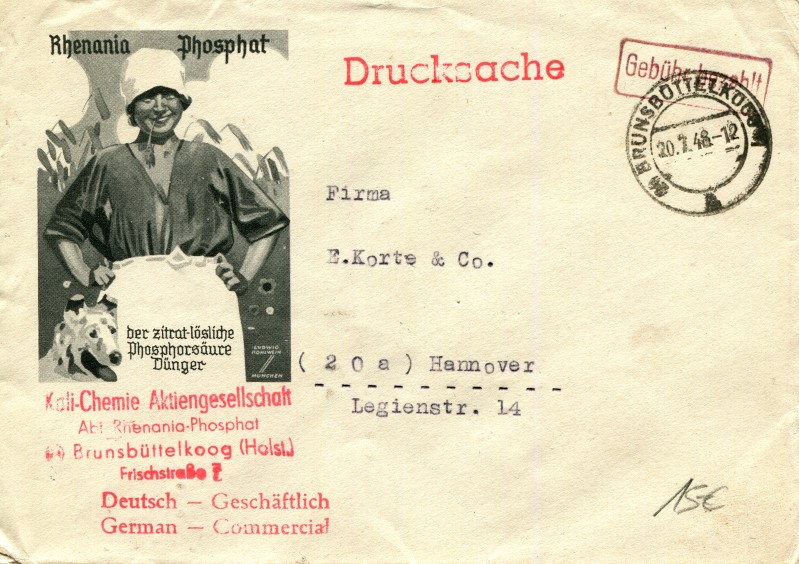 Rhenania Phosphat
Drucksache
Gebühr bezahlt
BRUNSBÜTTELKOOG
20.7.48.-12
a
Firma
E.Korte & Co.
(20a) Hannover
Legienstr. 14
der zitrat-lösliche
Phosphorsäure
Dünger
LUDWIG
HOHLWEIN
MÜNCHEN
Kali-Chemie Aktiengesellschaft
Abt Rhenania-Phosphat
Brunsbüttelkoog (Holst.)
Frischstraße 7
Deutsch — Geschäftlich
German — Commercial
15€